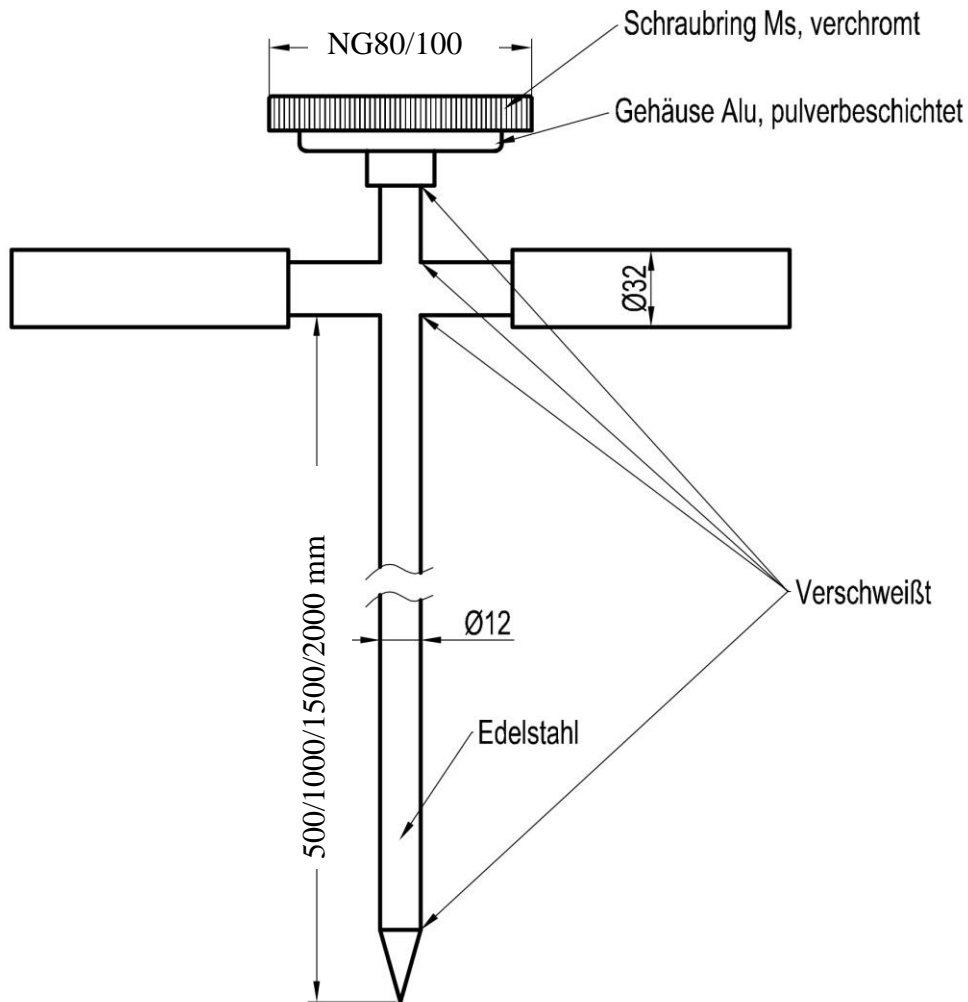 NG80/100
Schraubring Ms, verchromt
Gehäuse Alu, pulverbeschichtet
Ø32
500/1000/1500/2000 mm
Verschweißt
Ø12
Edelstahl